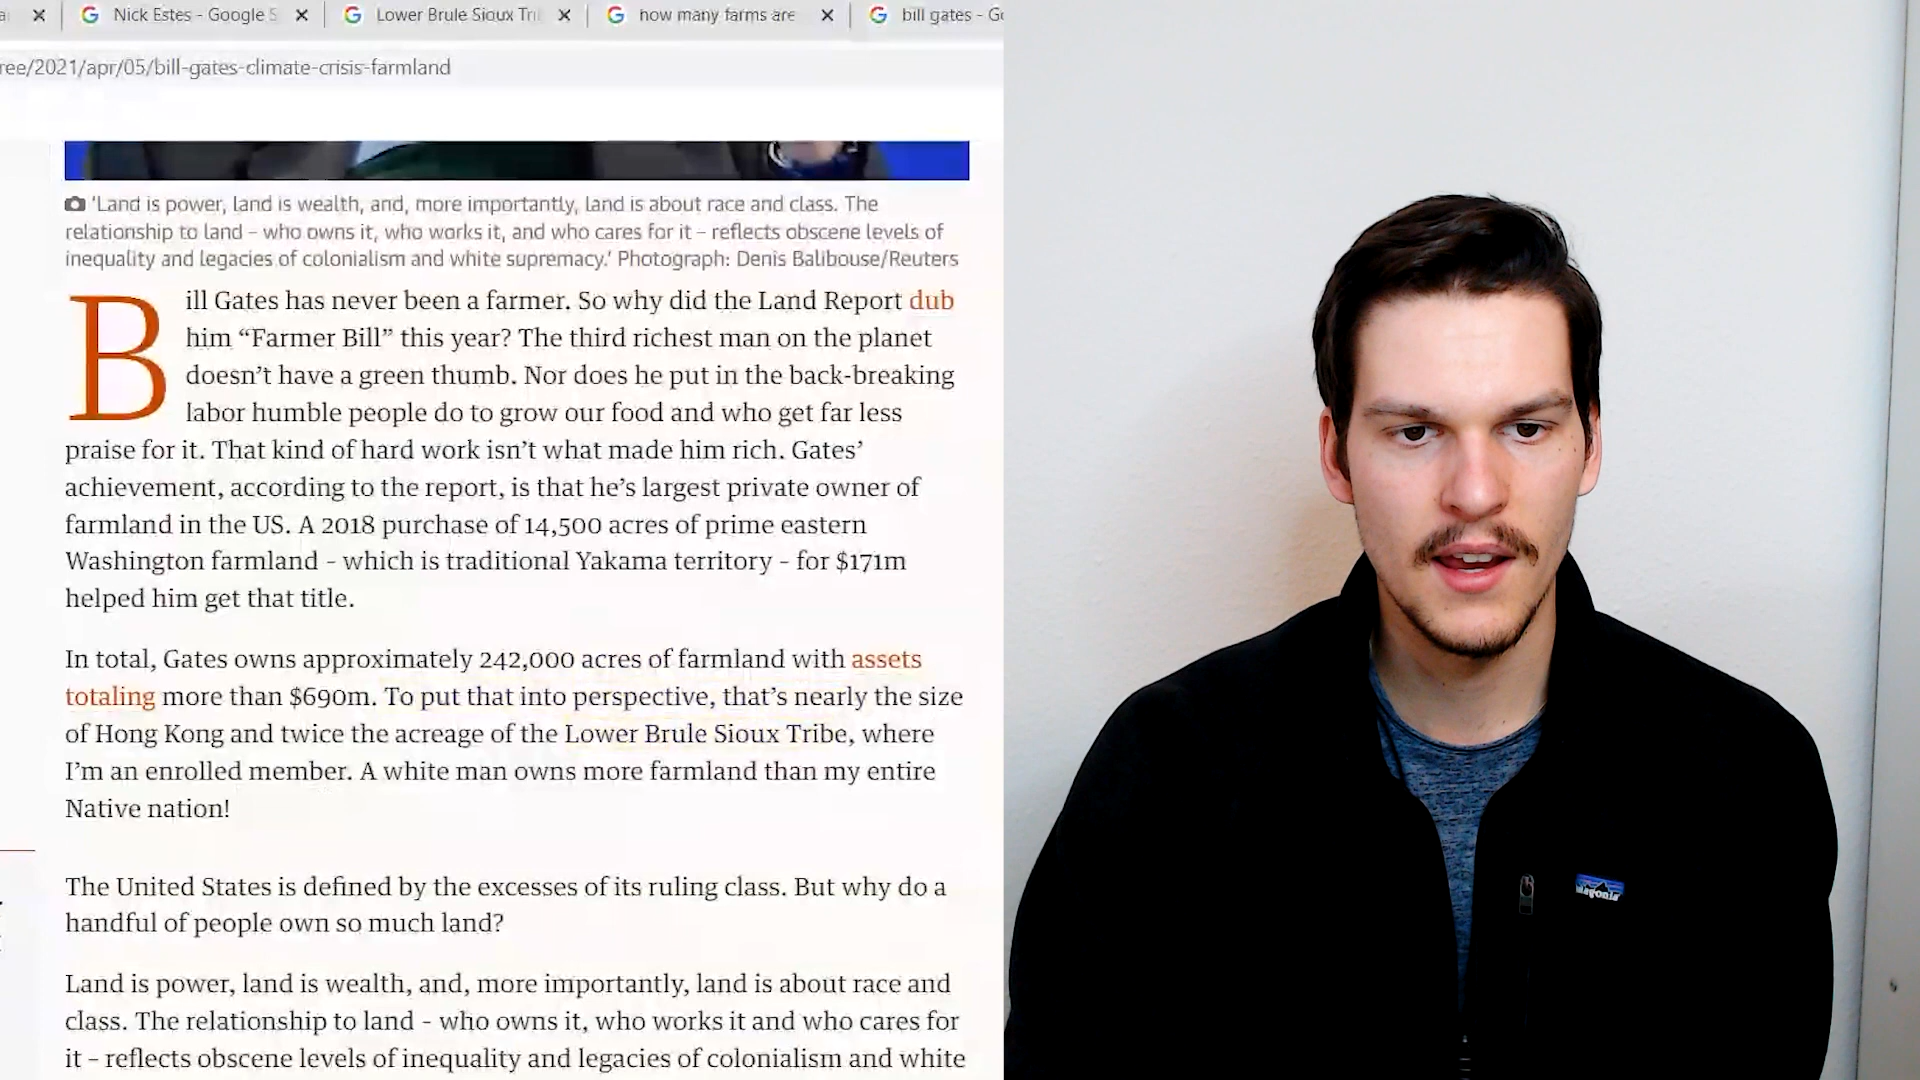 Nick Estes - Google S
Lower Brule Sioux Tri
how many farms are
bill gates - Go
ree/2021/apr/05/bill-gates-climate-crisis-farmland
'Land is power, land is wealth, and, more importantly, land is about race and class. The
relationship to land – who owns it, who works it, and who cares for it – reflects obscene levels of
inequality and legacies of colonialism and white supremacy.' Photograph: Denis Balibouse/Reuters
Bill Gates has never been a farmer. So why did the Land Report dub
him “Farmer Bill” this year? The third richest man on the planet
doesn’t have a green thumb. Nor does he put in the back-breaking
labor humble people do to grow our food and who get far less
praise for it. That kind of hard work isn’t what made him rich. Gates’
achievement, according to the report, is that he’s largest private owner of
farmland in the US. A 2018 purchase of 14,500 acres of prime eastern
Washington farmland – which is traditional Yakama territory – for $171m
helped him get that title.
In total, Gates owns approximately 242,000 acres of farmland with assets
totaling more than $690m. To put that into perspective, that’s nearly the size
of Hong Kong and twice the acreage of the Lower Brule Sioux Tribe, where
I’m an enrolled member. A white man owns more farmland than my entire
Native nation!
The United States is defined by the excesses of its ruling class. But why do a
handful of people own so much land?
Land is power, land is wealth, and, more importantly, land is about race and
class. The relationship to land – who owns it, who works it and who cares for
it – reflects obscene levels of inequality and legacies of colonialism and white
patagonia